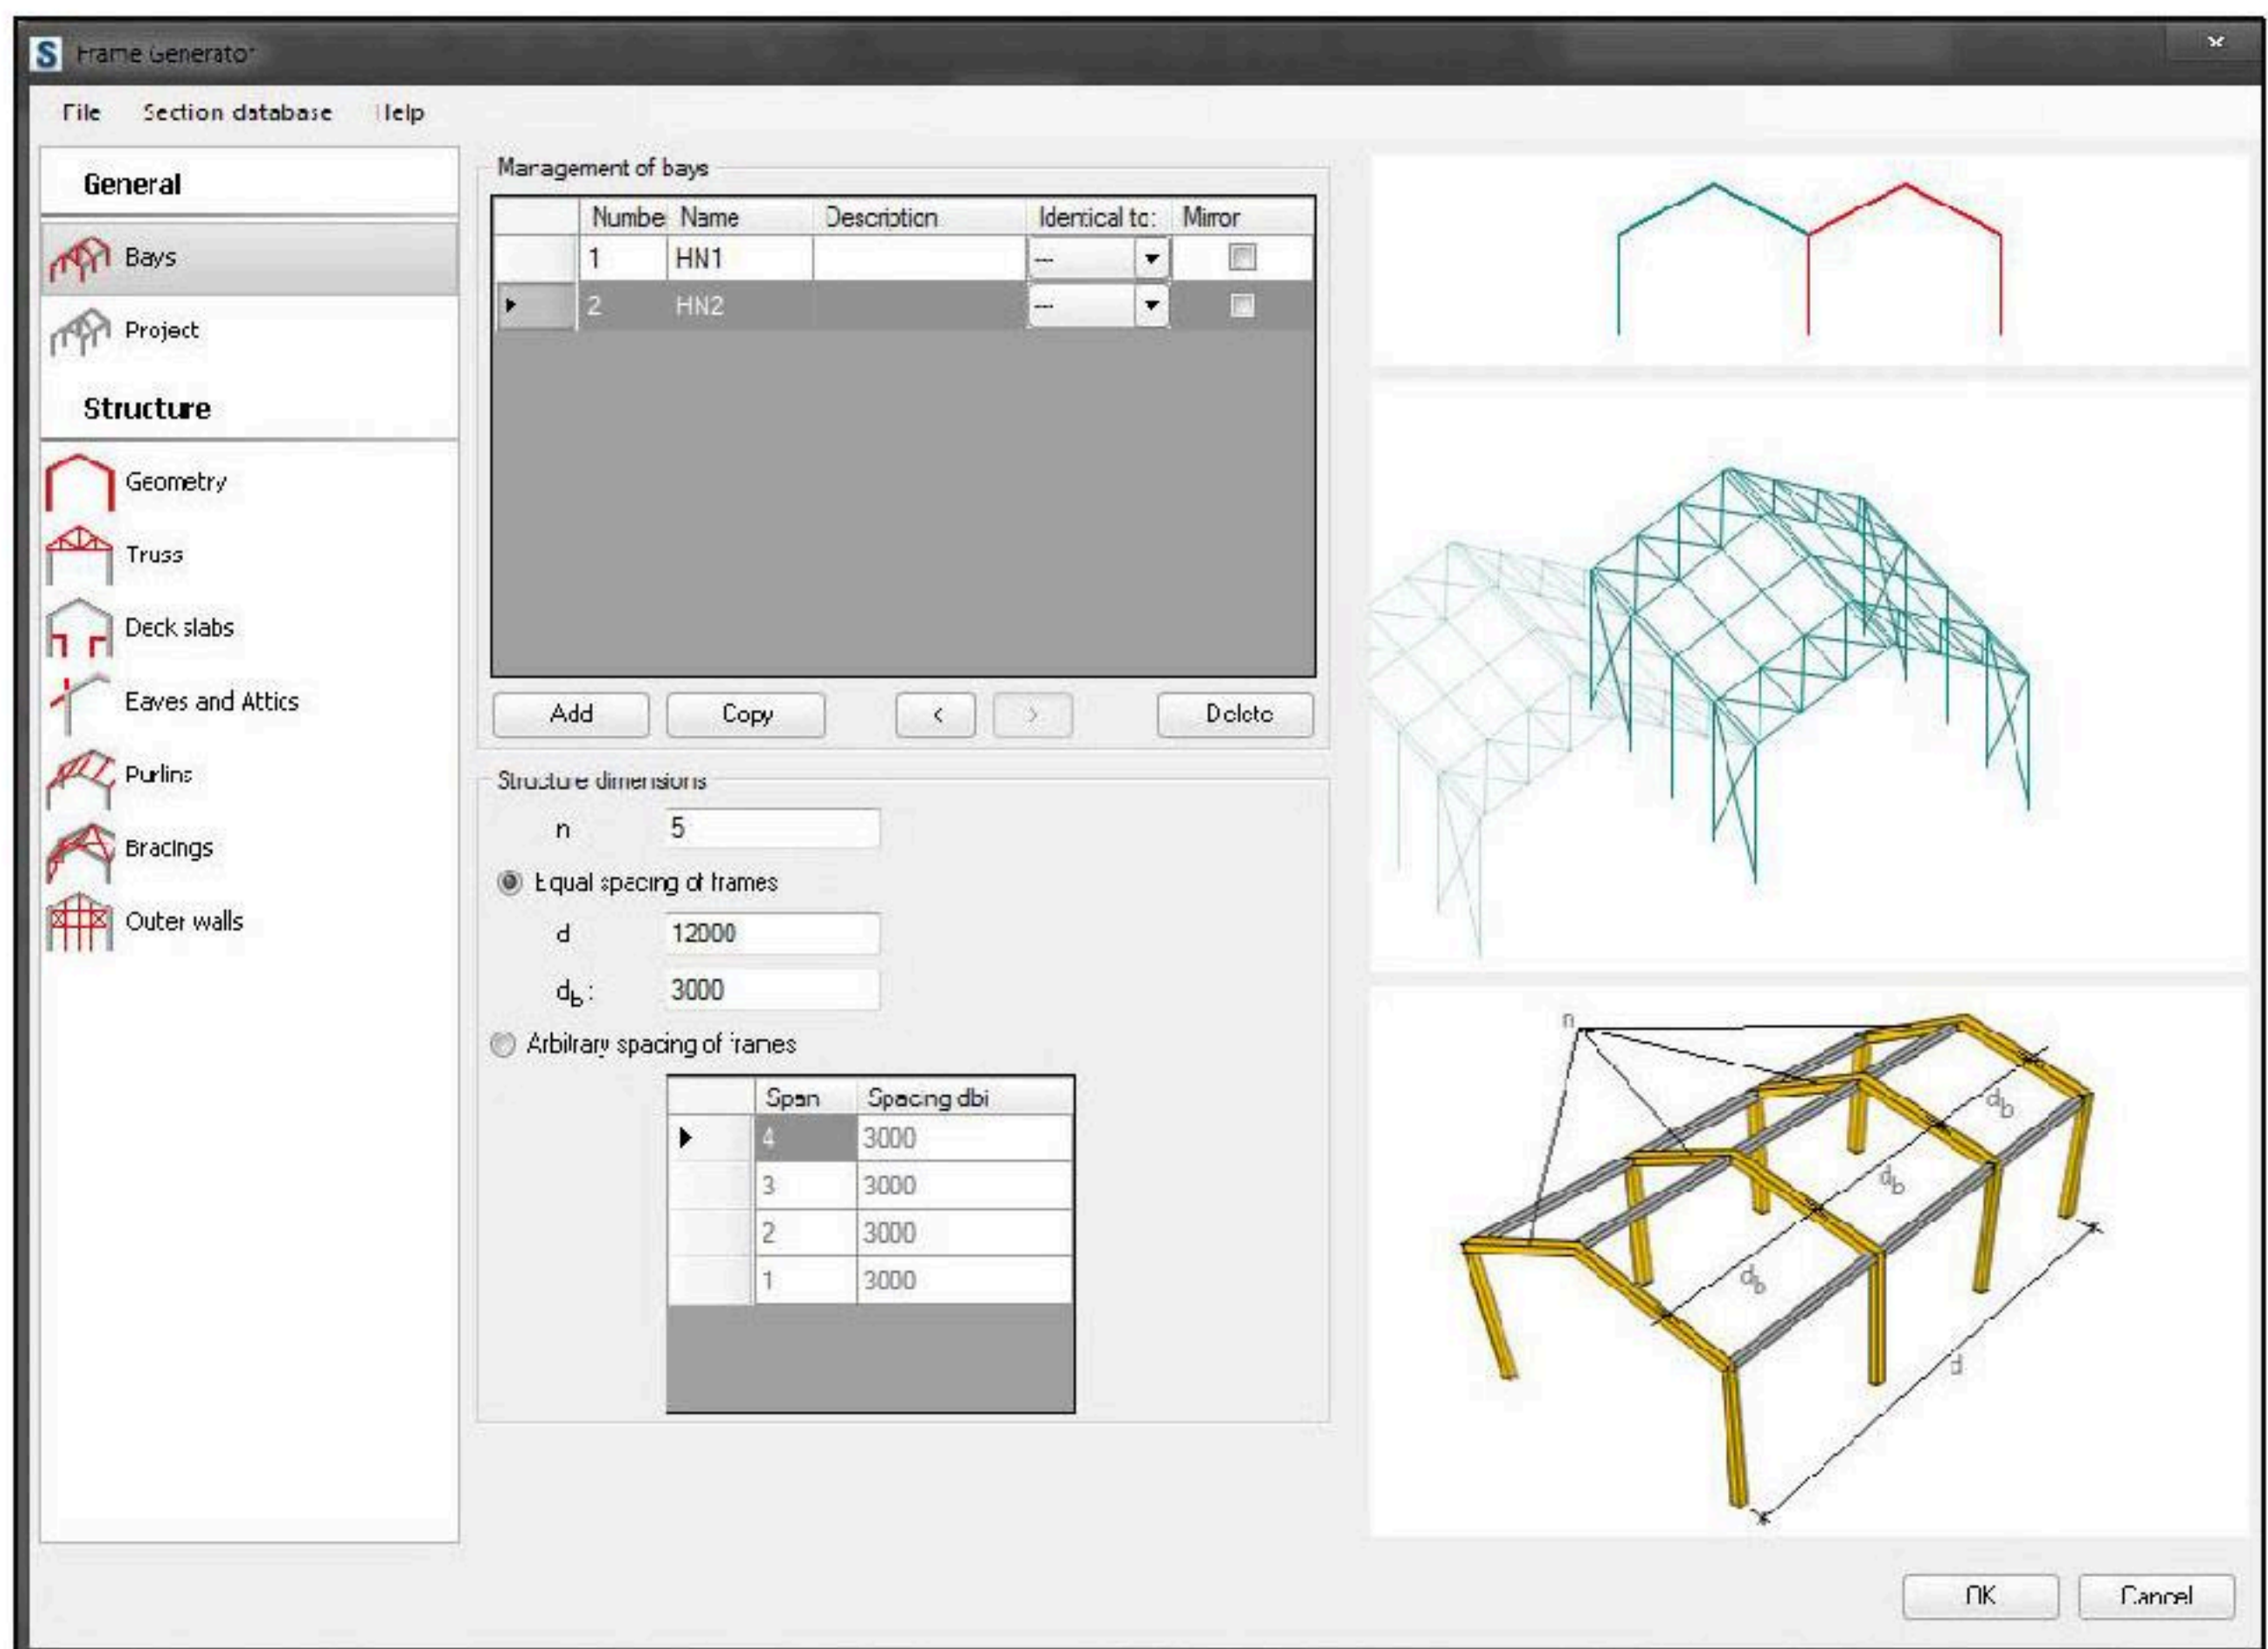 S Frame Generator
File Section database Help
General
Bays
Project
Structure
Geometry
Truss
Deck slabs
Eaves and Attics
Purlins
Bracings
Outer walls
Management of bays
Numbe Name Description Identical to: Mirror
1 HN1 ---
2 HN2 ---
Add Copy < > Delete
Structure dimensions
n 5
Equal spacing of frames
d 12000
db: 3000
Arbitrary spacing of frames
Span Spacing dbi
4 3000
3 3000
2 3000
1 3000
n
db
db
db
d
OK Cancel